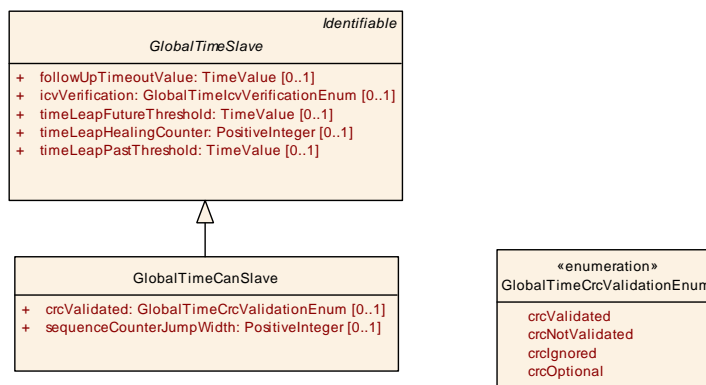 Identifiable
GlobalTimeSlave
+ followUpTimeoutValue: TimeValue [0..1]
+ icvVerification: GlobalTimeIcvVerificationEnum [0..1]
+ timeLeapFutureThreshold: TimeValue [0..1]
+ timeLeapHealingCounter: PositiveInteger [0..1]
+ timeLeapPastThreshold: TimeValue [0..1]
GlobalTimeCanSlave
+ crcValidated: GlobalTimeCrcValidationEnum [0..1]
+ sequenceCounterJumpWidth: PositiveInteger [0..1]
«enumeration»
GlobalTimeCrcValidationEnum
crcValidated
crcNotValidated
crcIgnored
crcOptional